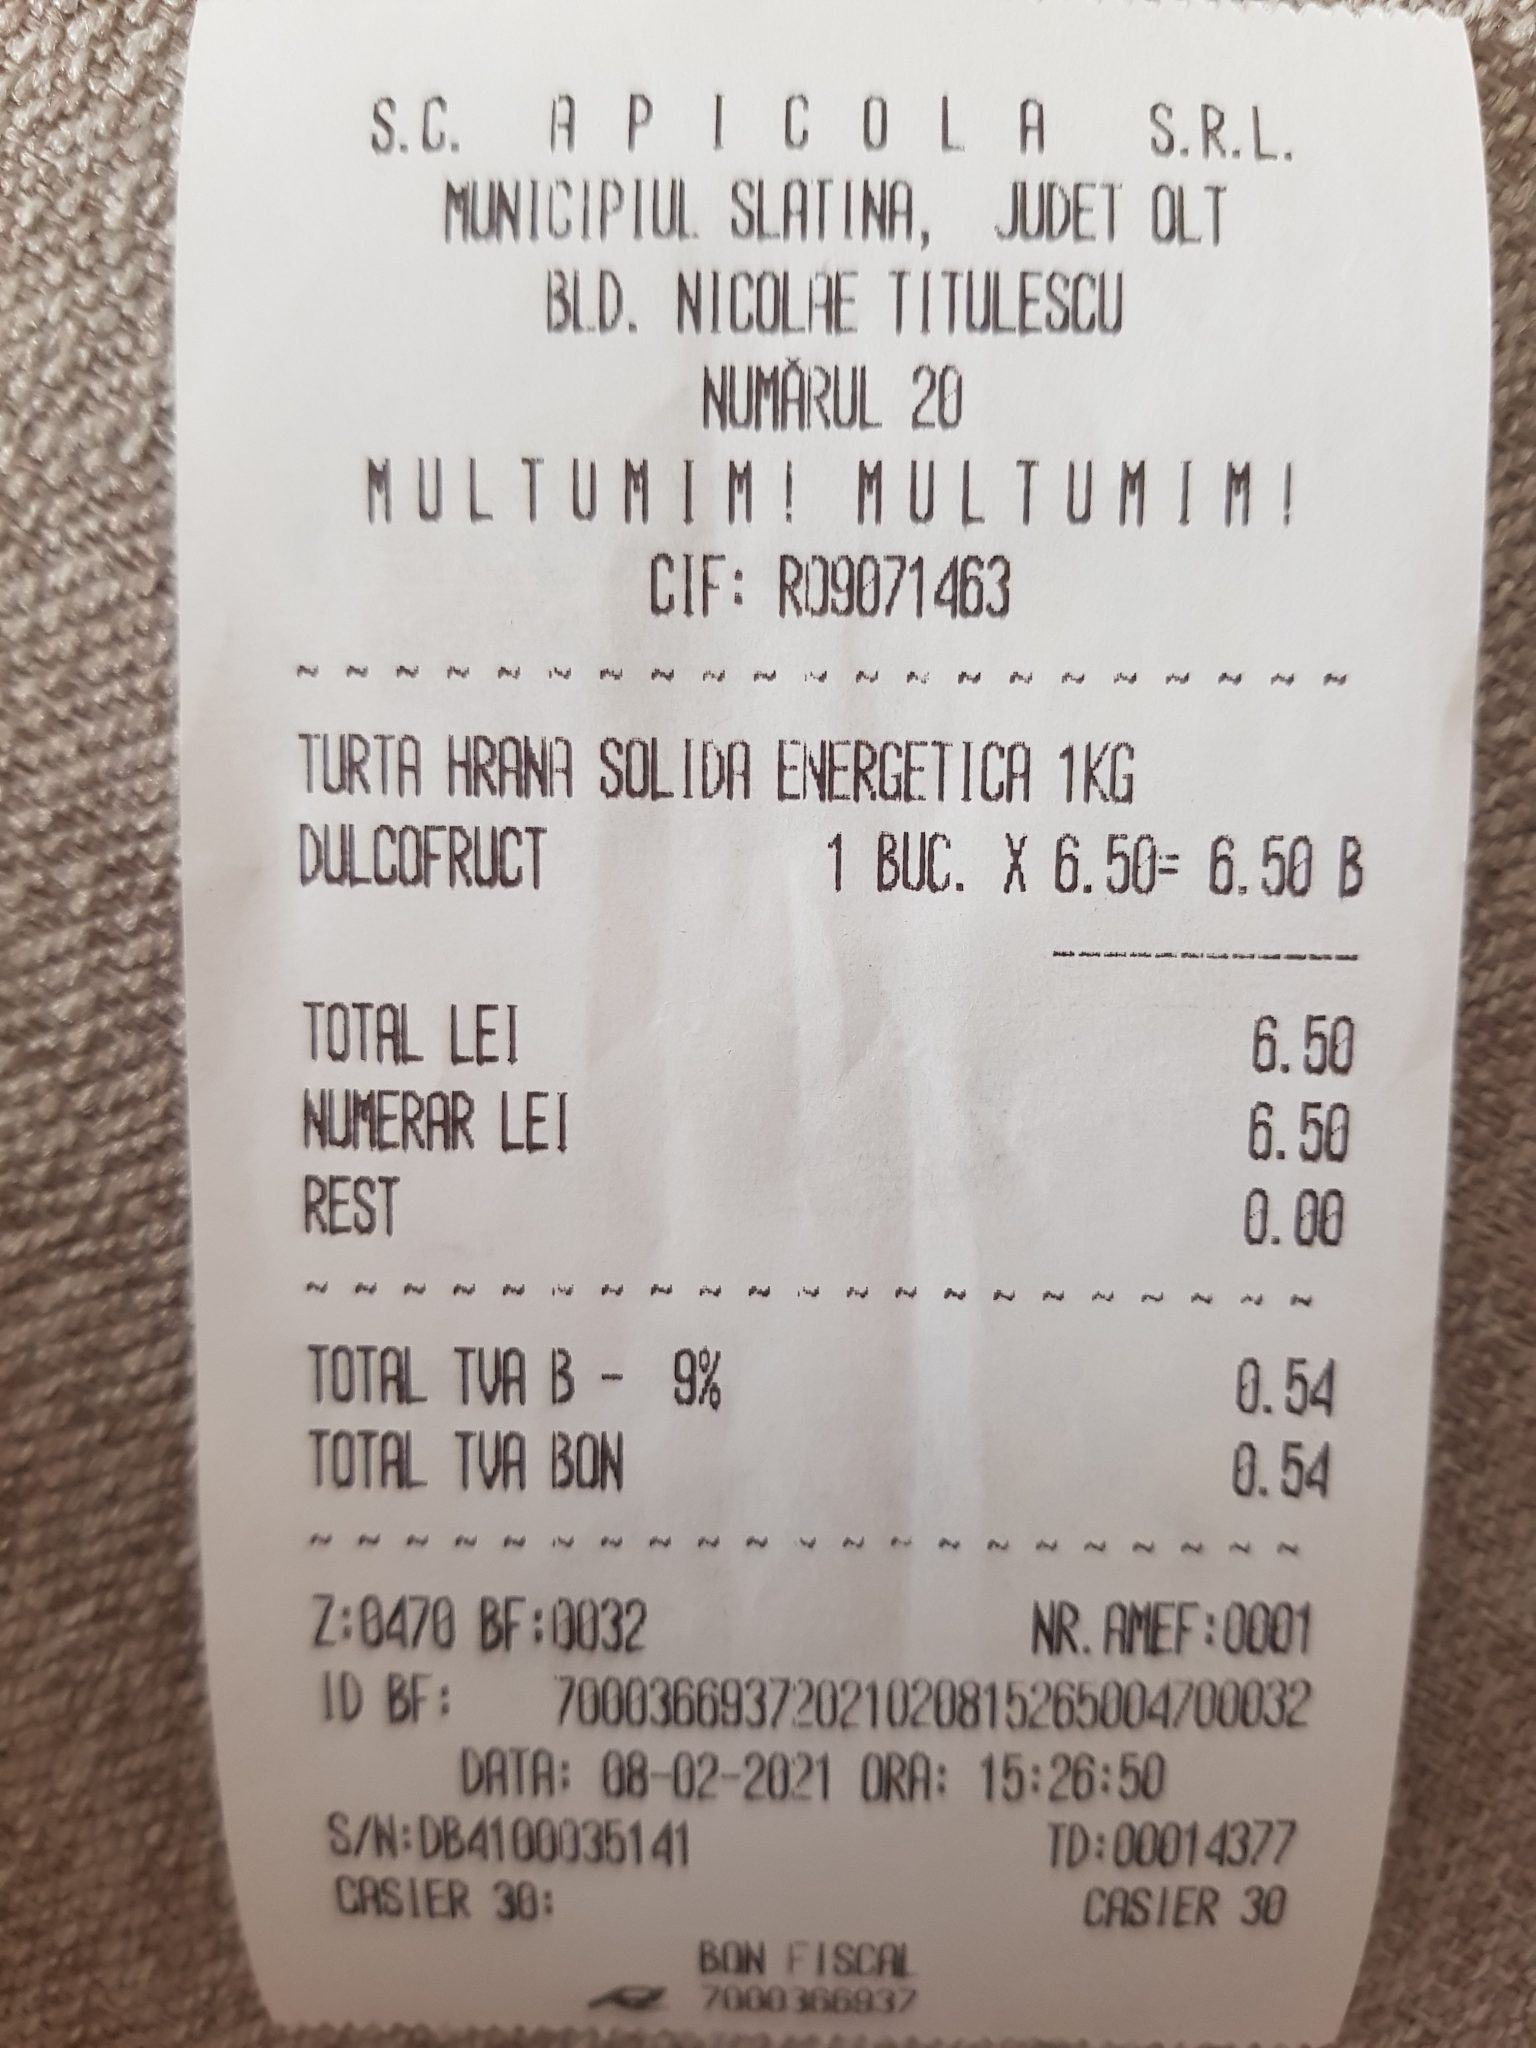 S.C. A P I C O L A S.R.L.
MUNICIPIUL SLATINA, JUDET OLT
BLD. NICOLAE TITULESCU
NUMĂRUL 20
M U L T U M I M ! M U L T U M I M !
CIF: RO9071463
~ ~ ~ ~ ~ ~ ~ ~ ~ ~ ~ ~ ~ ~ ~ ~ ~ ~ ~ ~ ~
TURTA HRANA SOLIDA ENERGETICA 1KG
DULCOFRUCT 1 BUC. X 6.50= 6.50 B
------------
TOTAL LEI 6.50
NUMERAR LEI 6.50
REST 0.00
~ ~ ~ ~ ~ ~ ~ ~ ~ ~ ~ ~ ~ ~ ~ ~ ~ ~ ~ ~ ~
TOTAL TVA B - 9% 0.54
TOTAL TVA BON 0.54
~ ~ ~ ~ ~ ~ ~ ~ ~ ~ ~ ~ ~ ~ ~ ~ ~ ~ ~ ~ ~
Z:0470 BF:0032 NR.AMEF:0001
ID BF: 70003669372021020815265004700032
DATA: 08-02-2021 ORA: 15:26:50
S/N:DB4100035141 TD:00014377
CASIER 30: CASIER 30
BON FISCAL
7000366937